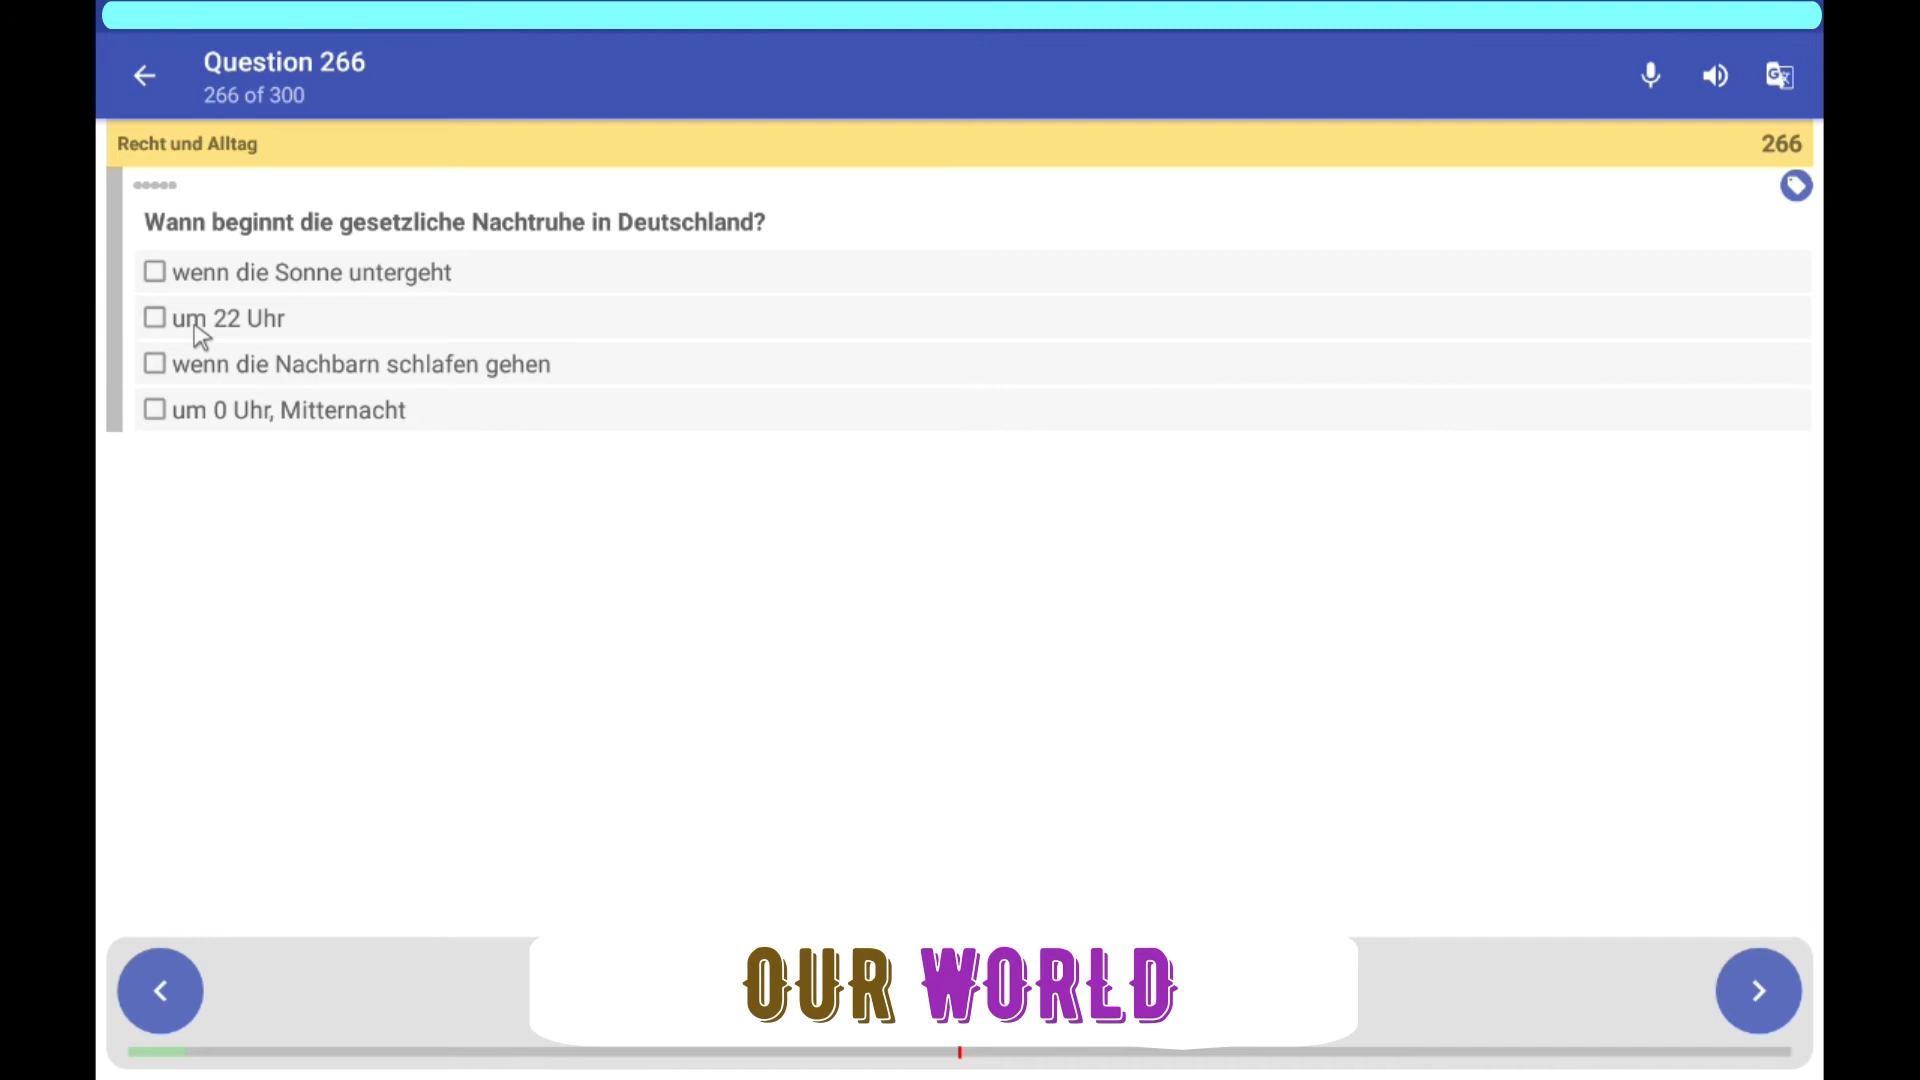 Question 266
266 of 300
Recht und Alltag
266
Wann beginnt die gesetzliche Nachtruhe in Deutschland?
wenn die Sonne untergeht
um 22 Uhr
wenn die Nachbarn schlafen gehen
um 0 Uhr, Mitternacht
OUR WORLD